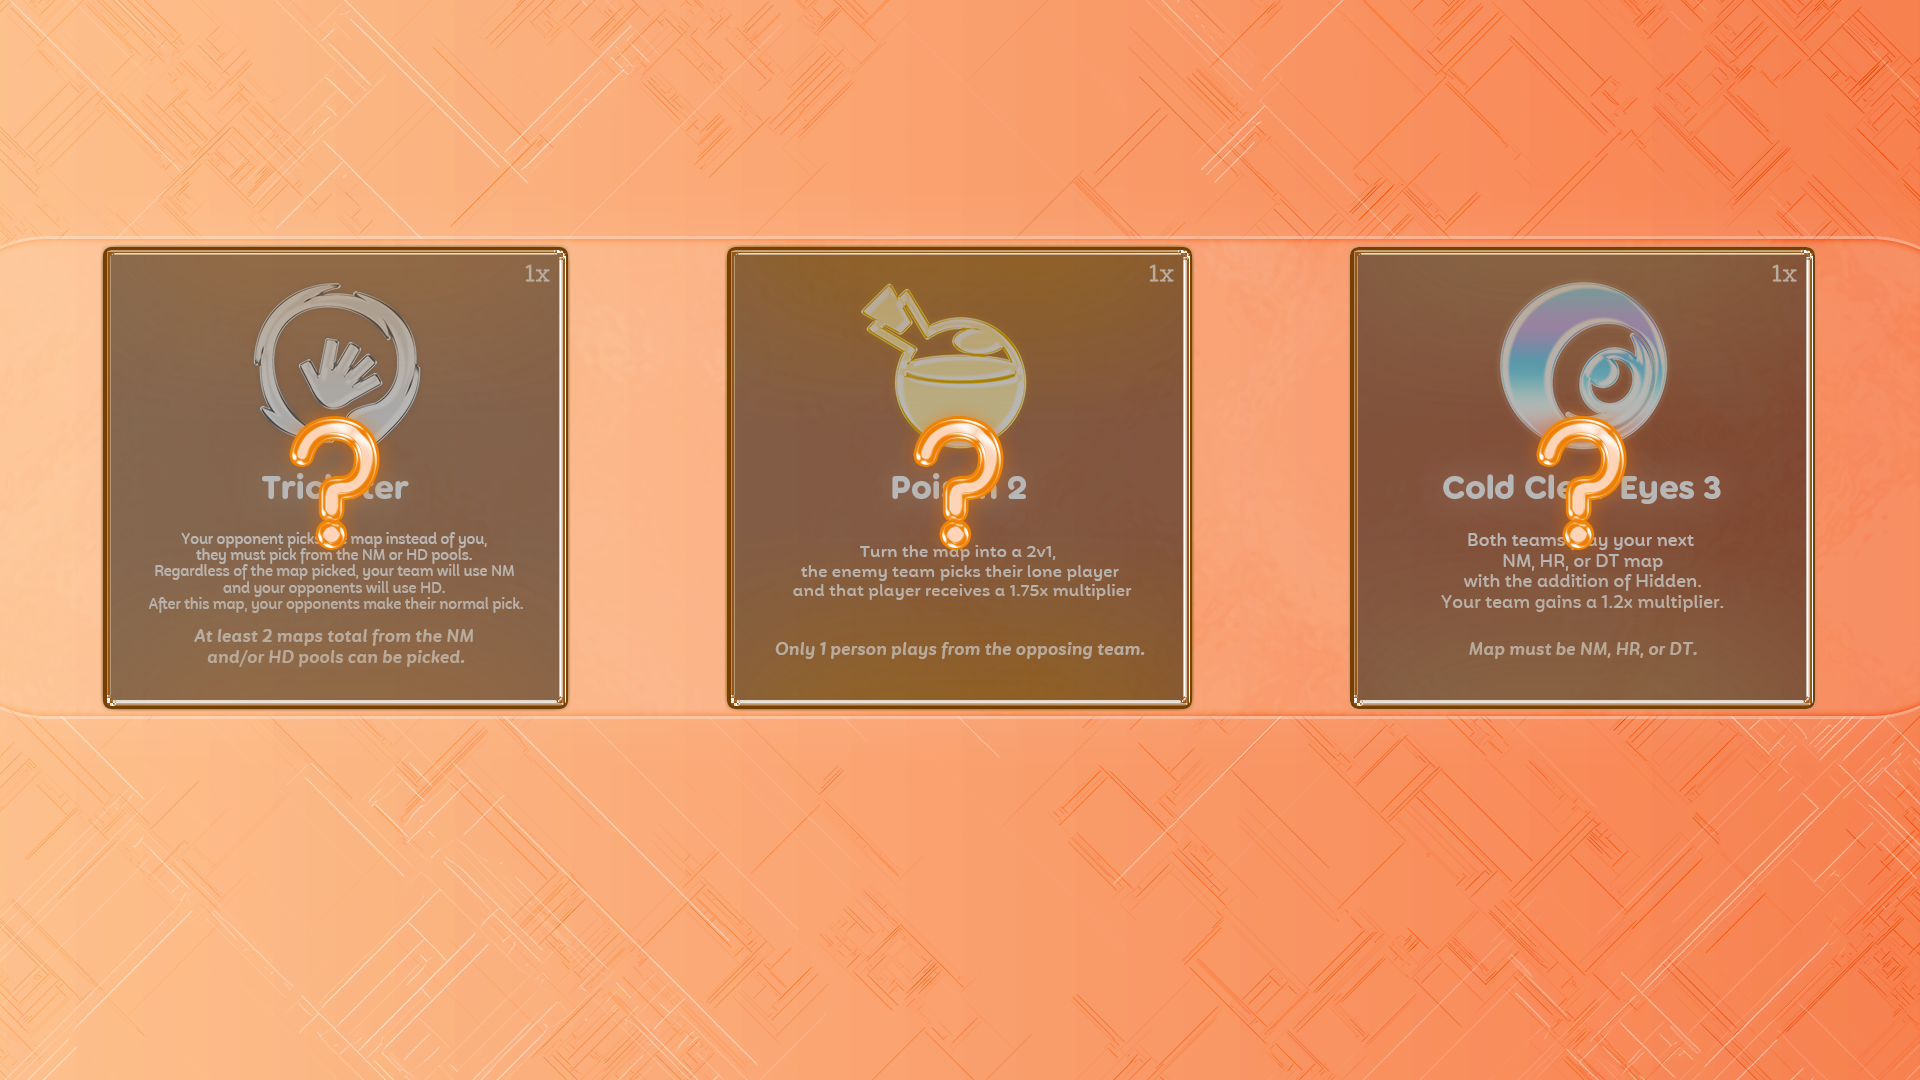 1x
Trickster
Your opponent picks the map instead of you,
they must pick from the NM or HD pools.
Regardless of the map picked, your team will use NM
and your opponents will use HD.
After this map, your opponents make their normal pick.
At least 2 maps total from the NM
and/or HD pools can be picked.
?
1x
Poison 2
Turn the map into a 2v1,
the enemy team picks their lone player
and that player receives a 1.75x multiplier
Only 1 person plays from the opposing team.
?
1x
Cold Clear Eyes 3
Both teams play your next
NM, HR, or DT map
with the addition of Hidden.
Your team gains a 1.2x multiplier.
Map must be NM, HR, or DT.
?